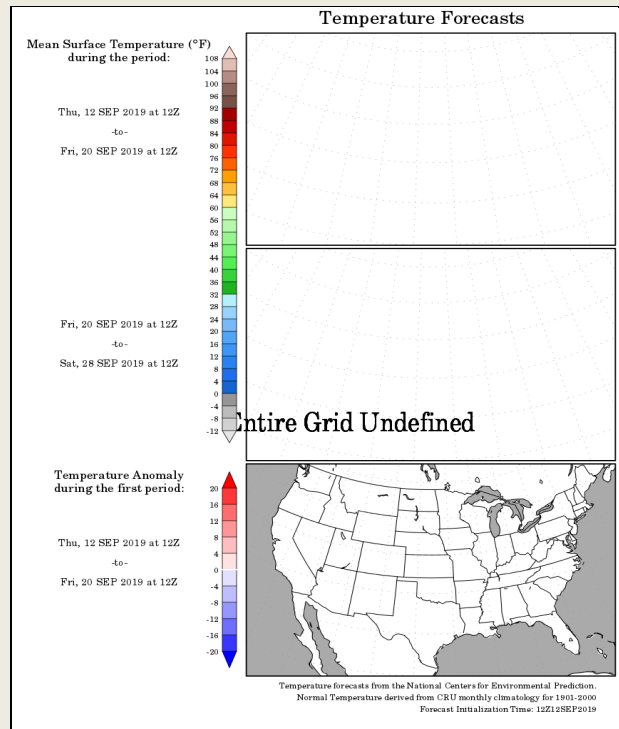 Temperature Forecasts
Mean Surface Temperature (°F)
during the period:
Thu, 12 SEP 2019 at 12Z
-to-
Fri, 20 SEP 2019 at 12Z
Fri, 20 SEP 2019 at 12Z
-to-
Sat, 28 SEP 2019 at 12Z
108
104
100
96
92
88
84
80
76
72
68
64
60
56
52
48
44
40
36
32
28
24
20
16
12
8
4
0
-4
-8
-12
Entire Grid Undefined
Temperature Anomaly
during the first period:
Thu, 12 SEP 2019 at 12Z
-to-
Fri, 20 SEP 2019 at 12Z
20
16
12
8
4
0
-4
-8
-12
-16
-20
Temperature forecasts from the National Centers for Environmental Prediction.
Normal Temperature derived from CRU monthly climatology for 1901-2000
Forecast Initialization Time: 12Z12SEP2019